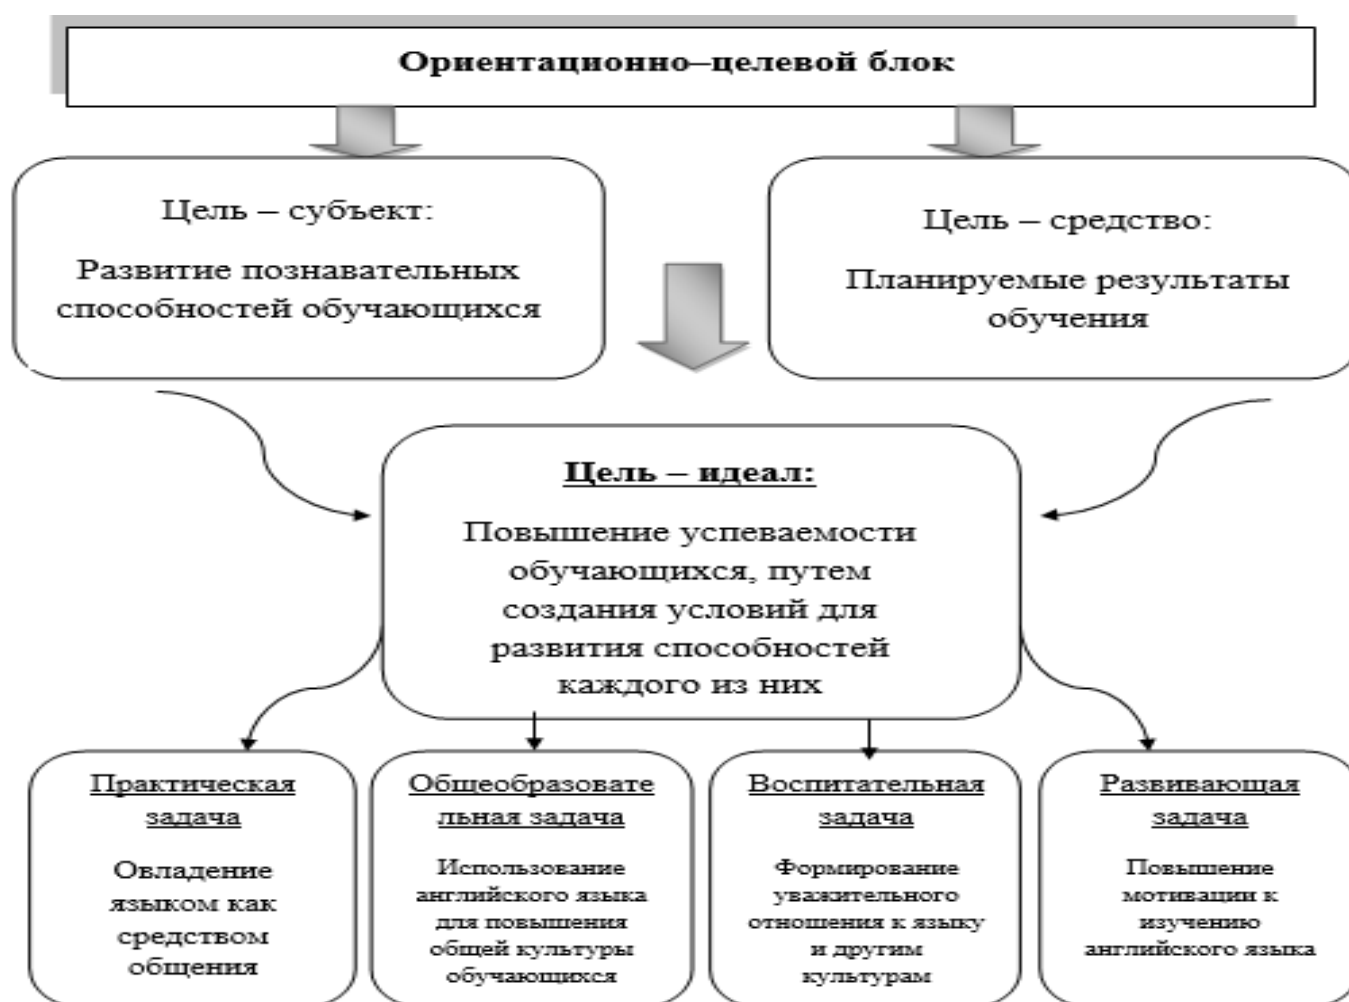 Ориентационно–целевой блок
Цель – субъект:
Развитие познавательных
способностей обучающихся
Цель – средство:
Планируемые результаты
обучения
Цель – идеал:
Повышение успеваемости
обучающихся, путем
создания условий для
развития способностей
каждого из них
Практическая
задача
Овладение
языком как
средством
общения
Общеобразовате
льная задача
Использование
английского языка
для повышения
общей культуры
обучающихся
Воспитательная
задача
Формирование
уважительного
отношения к языку
и другим
культурам
Развивающая
задача
Повышение
мотивации к
изучению
английского языка